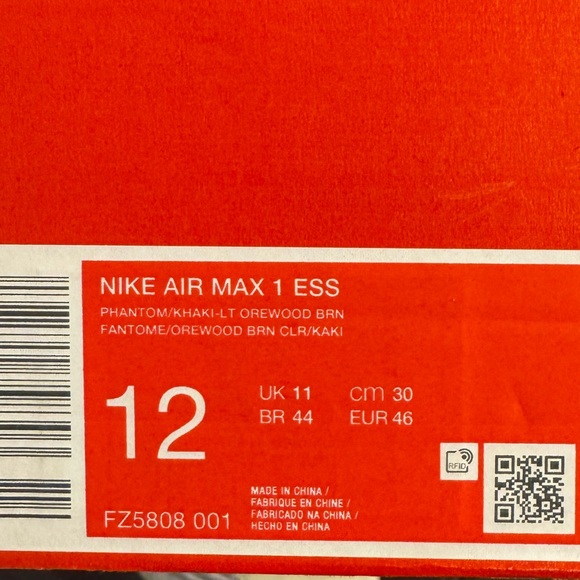 NIKE AIR MAX 1 ESS
PHANTOM/KHAKI-LT OREWOOD BRN
FANTOME/OREWOOD BRN CLR/KAKI
12
UK 11 cm 30
BR 44 EUR 46
RFID
FZ5808 001
MADE IN CHINA /
FABRIQUE EN CHINE /
FABRICADO NA CHINA /
HECHO EN CHINA